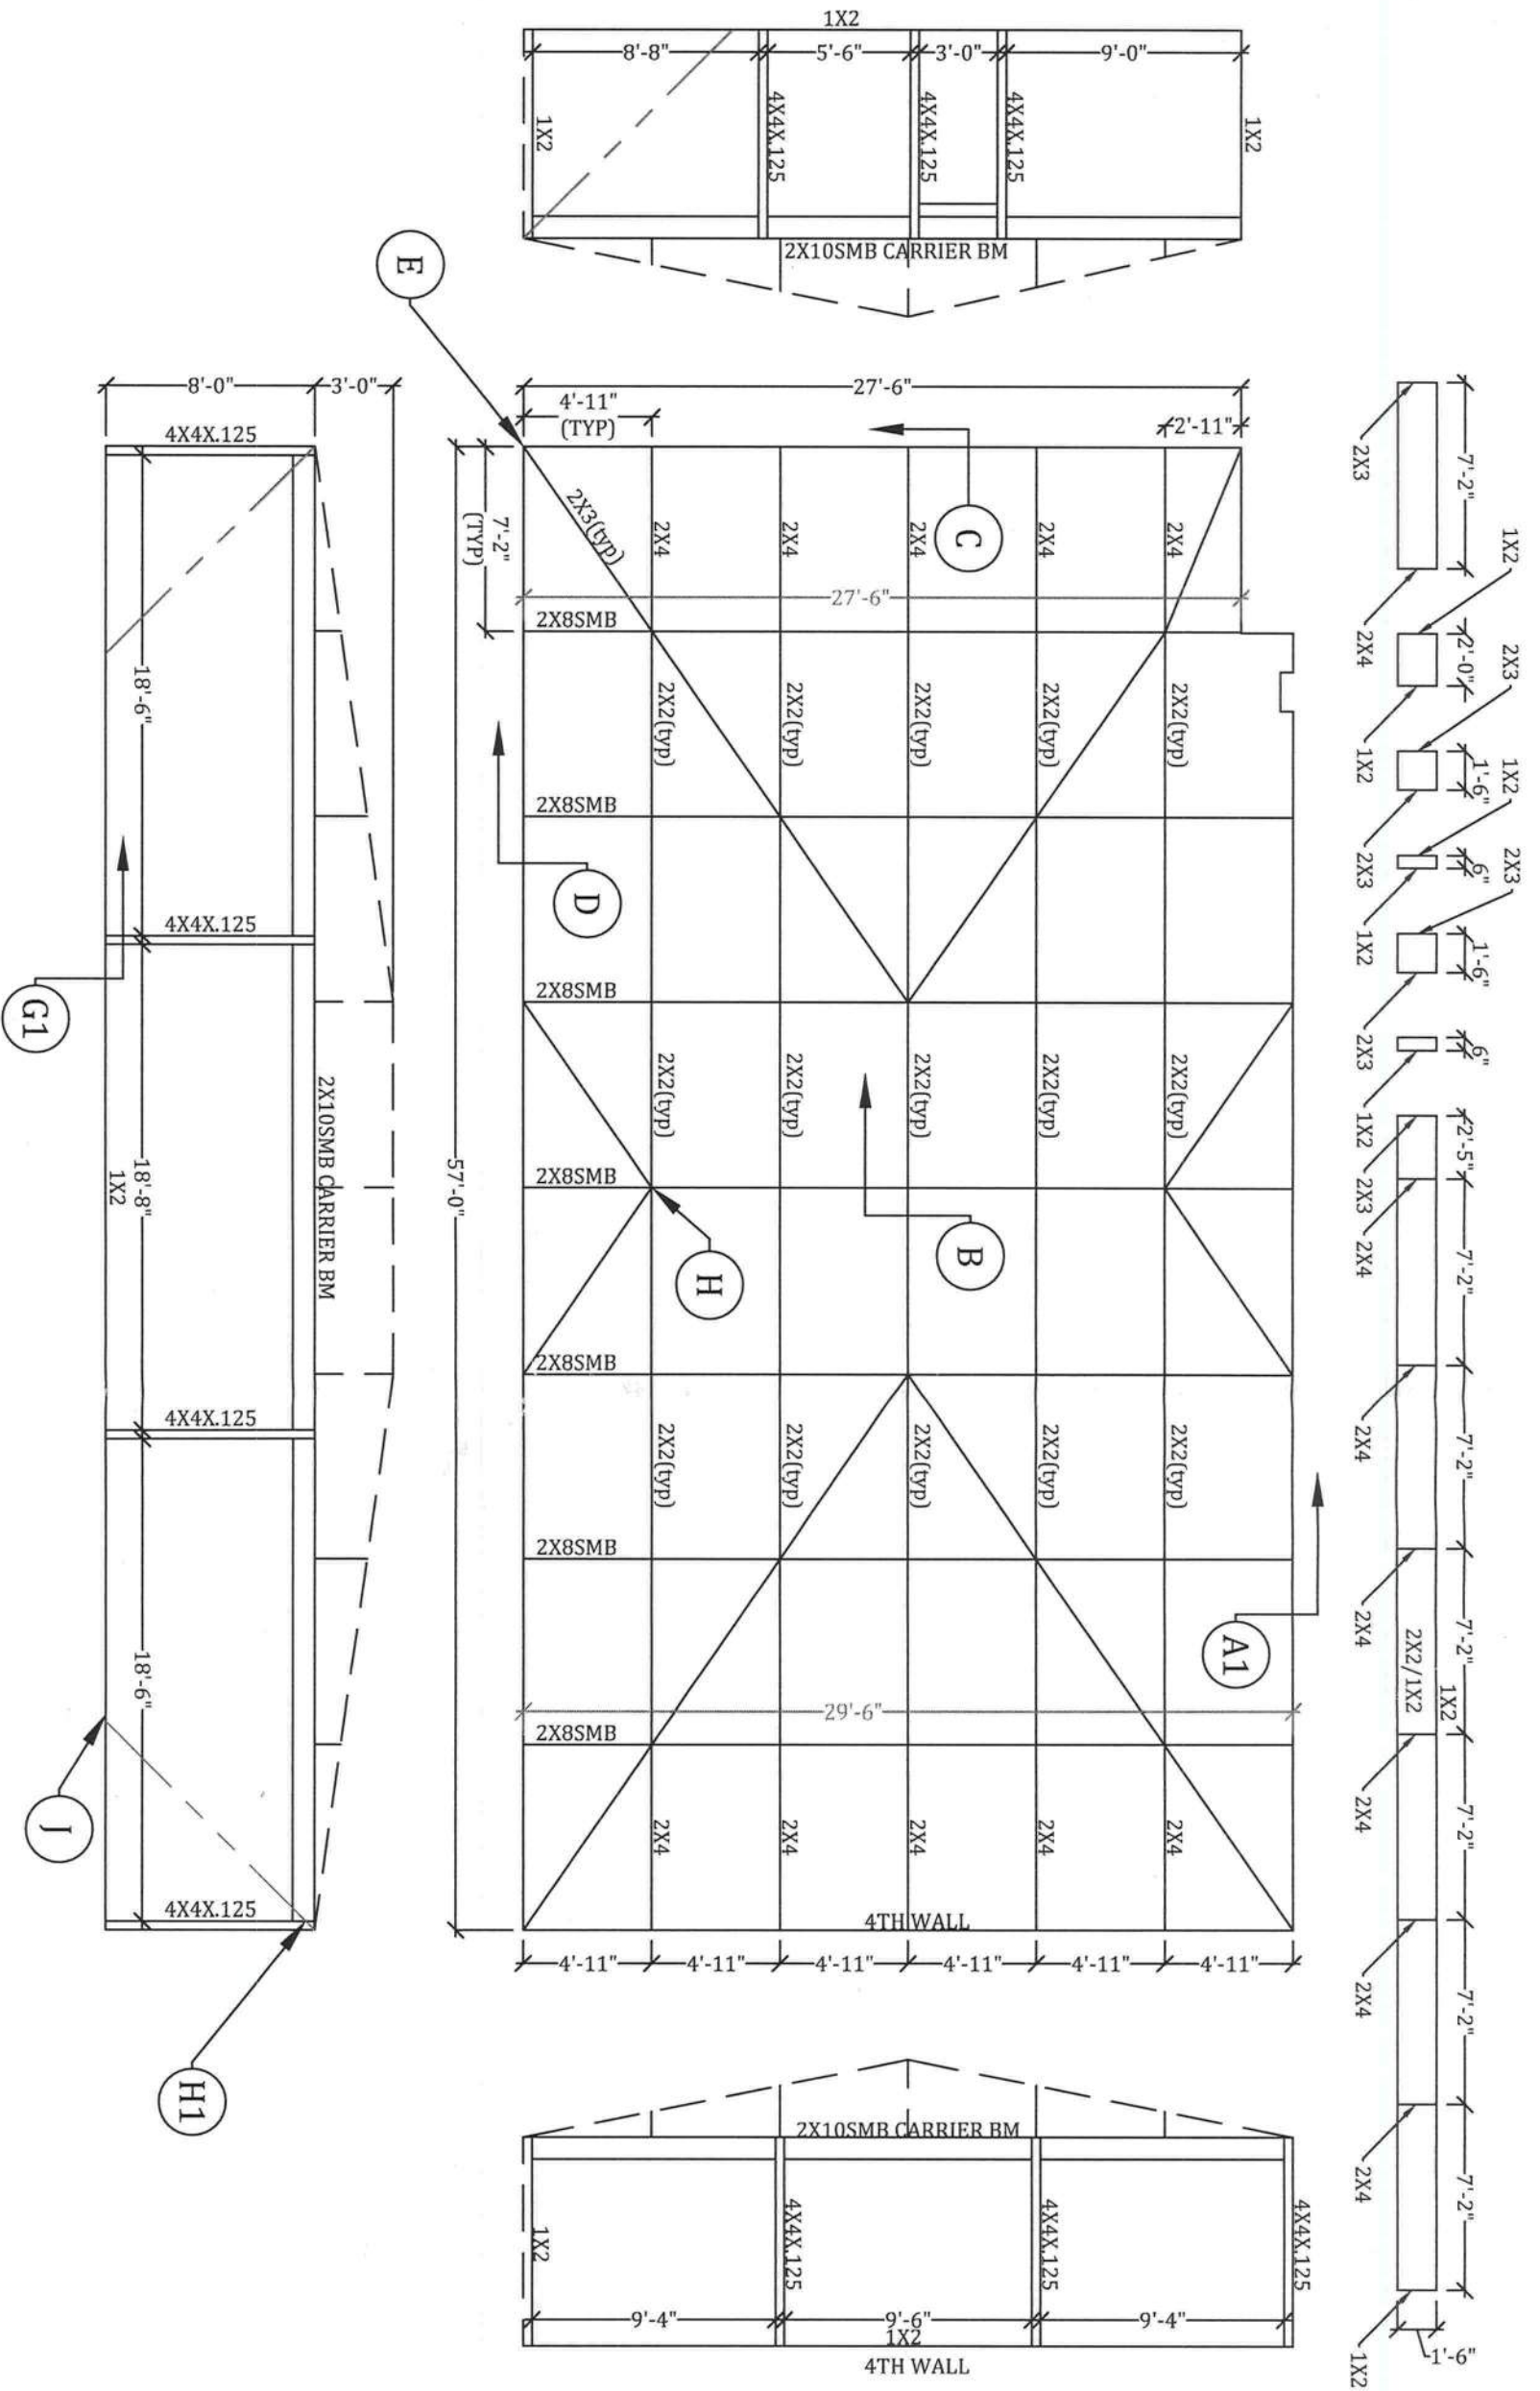 1X2
8'-8"
5'-6"
3'-0"
9'-0"
1X2
4X4X.125
4X4X.125
4X4X.125
1X2
2X10SMB CARRIER BM
E
7'-2"
2X3
2X4
1X2
2'-0"
1X2
2X3
1'-6"
2X3
1X2
6"
1X2
2X3
1'-6"
2X3
6"
1X2
2'-5"
2X3
2X4
7'-2"
2X4
7'-2"
2X4
7'-2"
2X2/1X2
1X2
2X4
7'-2"
2X4
7'-2"
2X4
7'-2"
1X2
1'-6"
27'-6"
4'-11"
(TYP)
2'-11"
C
7'-2"
(TYP)
2X3(typ)
2X4
2X4
2X4
2X4
2X4
27'-6"
2X8SMB
2X2(typ)
2X2(typ)
2X2(typ)
2X2(typ)
2X2(typ)
2X8SMB
D
2X8SMB
2X2(typ)
2X2(typ)
2X2(typ)
2X2(typ)
2X2(typ)
B
57'-0"
2X8SMB
H
2X8SMB
2X2(typ)
2X2(typ)
2X2(typ)
2X2(typ)
2X2(typ)
2X8SMB
A1
29'-6"
2X8SMB
2X4
2X4
2X4
2X4
2X4
4TH WALL
4'-11"
4'-11"
4'-11"
4'-11"
4'-11"
4'-11"
8'-0"
3'-0"
4X4X.125
18'-6"
4X4X.125
G1
2X10SMB CARRIER BM
18'-8"
1X2
4X4X.125
18'-6"
J
4X4X.125
H1
2X10SMB CARRIER BM
1X2
4X4X.125
4X4X.125
4X4X.125
9'-4"
9'-6"
9'-4"
1X2
4TH WALL